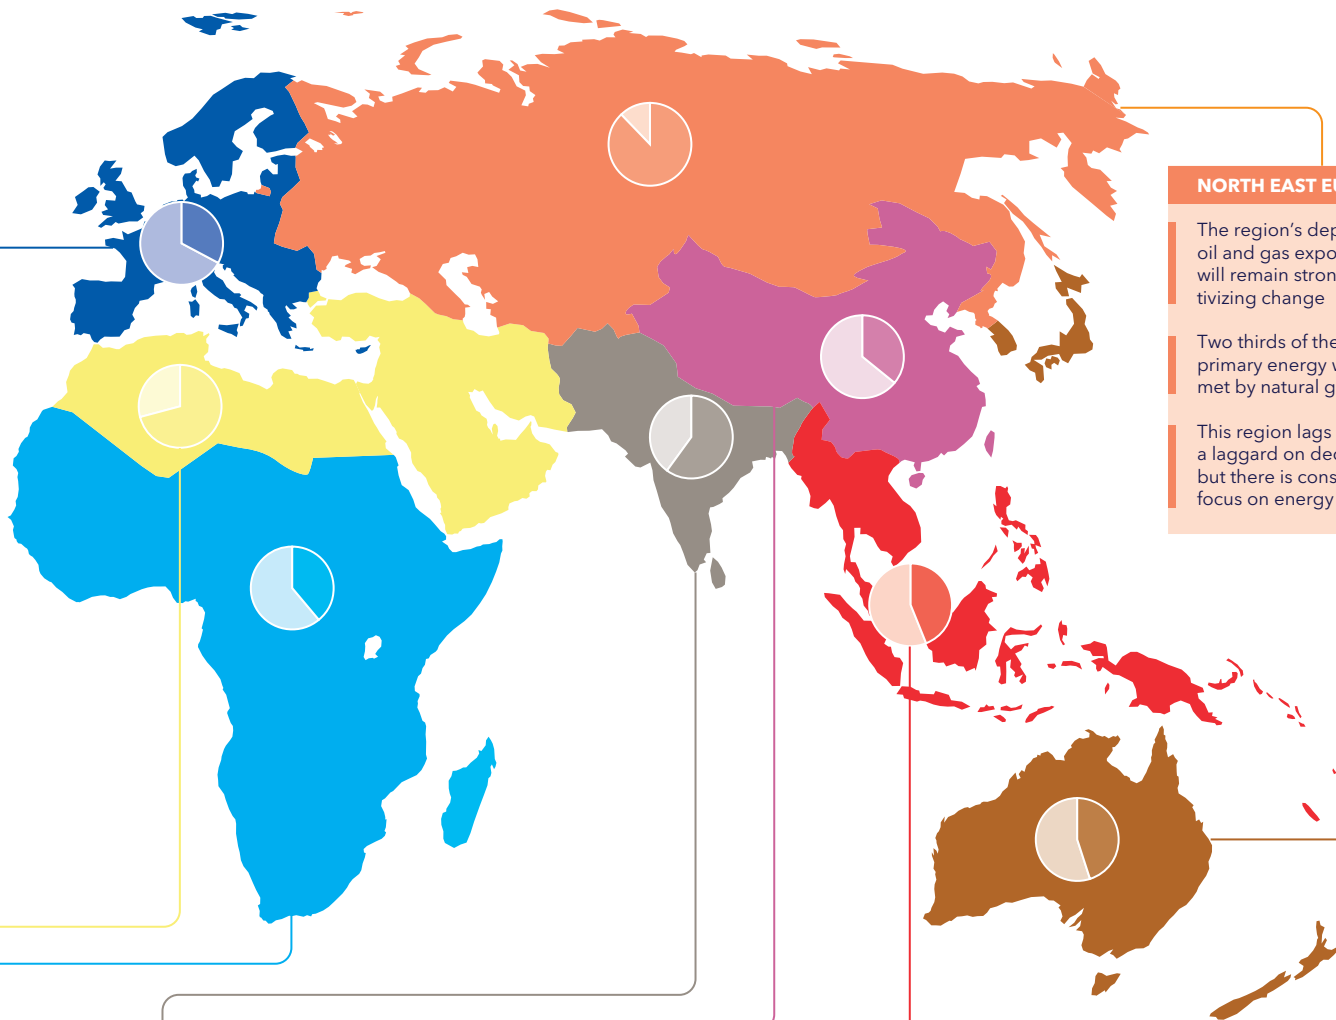 NORTH EAST EU
The region's dep
oil and gas expo
will remain stron
tivizing change
Two thirds of the
primary energy w
met by natural g
This region lags
a laggard on dec
but there is cons
focus on energy